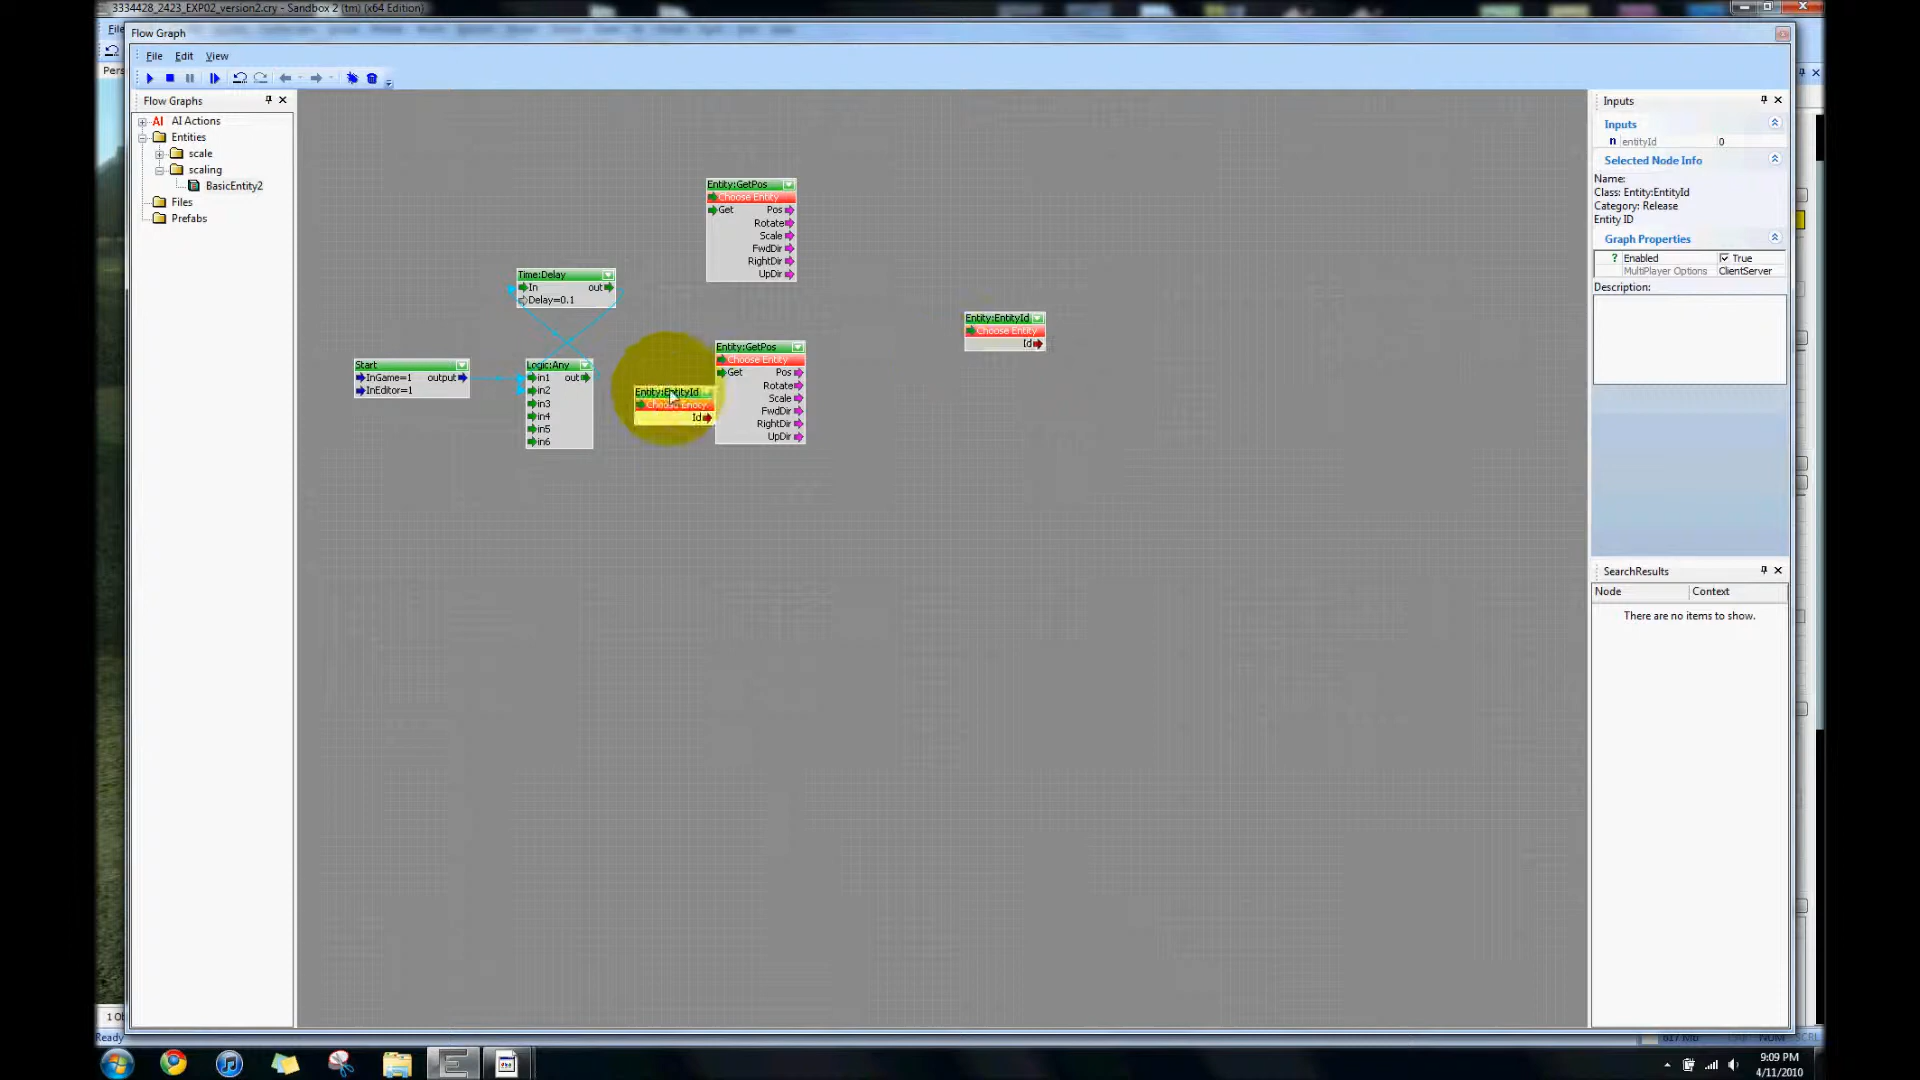 3334428_2423_EXP02_version2.cry - Sandbox 2 (tm) (x64 Edition)
Flow Graph
File
File Edit View
Pers
Flow Graphs
AI AI Actions
Entities
scale
scaling
BasicEntity2
Files
Prefabs
Entity:GetPos
Choose Entity
Get Pos
Rotate
Scale
FwdDir
RightDir
UpDir
Time:Delay
In out
Delay=0.1
Start
InGame=1 output
InEditor=1
Logic:Any
in1 out
in2
in3
in4
in5
in6
Entity:EntityId
Id
Entity:GetPos
Choose Entity
Get Pos
Rotate
Scale
FwdDir
RightDir
UpDir
Entity:EntityId
Choose Entity
Id
Inputs
Inputs
n entityId 0
Selected Node Info
Name:
Class: Entity:EntityId
Category: Release
Entity ID
Graph Properties
? Enabled True
MultiPlayer Options ClientServer
Description:
SearchResults
Node Context
There are no items to show.
Ready
9:09 PM
4/11/2010